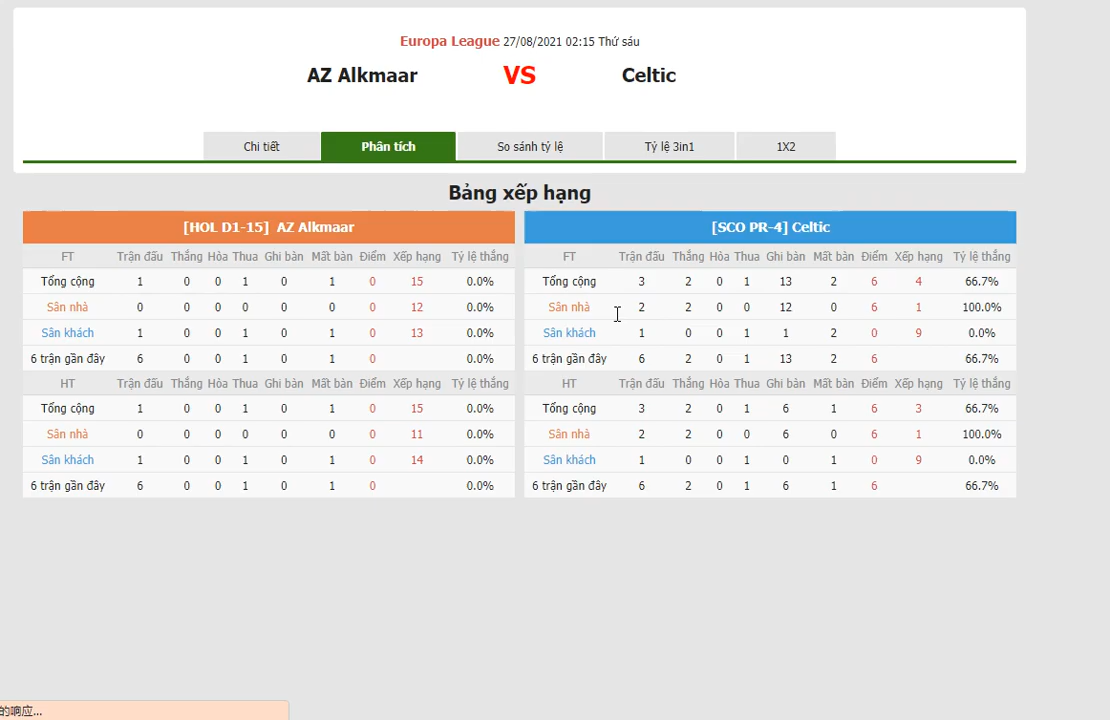 Europa League 27/08/2021 02:15 Thứ sáu
AZ Alkmaar VS Celtic
Chi tiết Phân tích So sánh tỷ lệ Tỷ lệ 3in1 1X2
Bảng xếp hạng
[HOL D1-15] AZ Alkmaar
FT Trận đấu Thắng Hòa Thua Ghi bàn Mất bàn Điểm Xếp hạng Tỷ lệ thắng
Tổng cộng 1 0 0 1 0 1 0 15 0.0%
Sân nhà 0 0 0 0 0 0 0 12 0.0%
Sân khách 1 0 0 1 0 1 0 13 0.0%
6 trận gần đây 6 0 0 1 0 1 0 0.0%
HT Trận đấu Thắng Hòa Thua Ghi bàn Mất bàn Điểm Xếp hạng Tỷ lệ thắng
Tổng cộng 1 0 0 1 0 1 0 15 0.0%
Sân nhà 0 0 0 0 0 0 0 11 0.0%
Sân khách 1 0 0 1 0 1 0 14 0.0%
6 trận gần đây 6 0 0 1 0 1 0 0.0%
[SCO PR-4] Celtic
FT Trận đấu Thắng Hòa Thua Ghi bàn Mất bàn Điểm Xếp hạng Tỷ lệ thắng
Tổng cộng 3 2 0 1 13 2 6 4 66.7%
Sân nhà 2 2 0 0 12 0 6 1 100.0%
Sân khách 1 0 0 1 1 2 0 9 0.0%
6 trận gần đây 6 2 0 1 13 2 6 66.7%
HT Trận đấu Thắng Hòa Thua Ghi bàn Mất bàn Điểm Xếp hạng Tỷ lệ thắng
Tổng cộng 3 2 0 1 6 1 6 3 66.7%
Sân nhà 2 2 0 0 6 0 6 1 100.0%
Sân khách 1 0 0 1 0 1 0 9 0.0%
6 trận gần đây 6 2 0 1 6 1 6 66.7%
的响应...